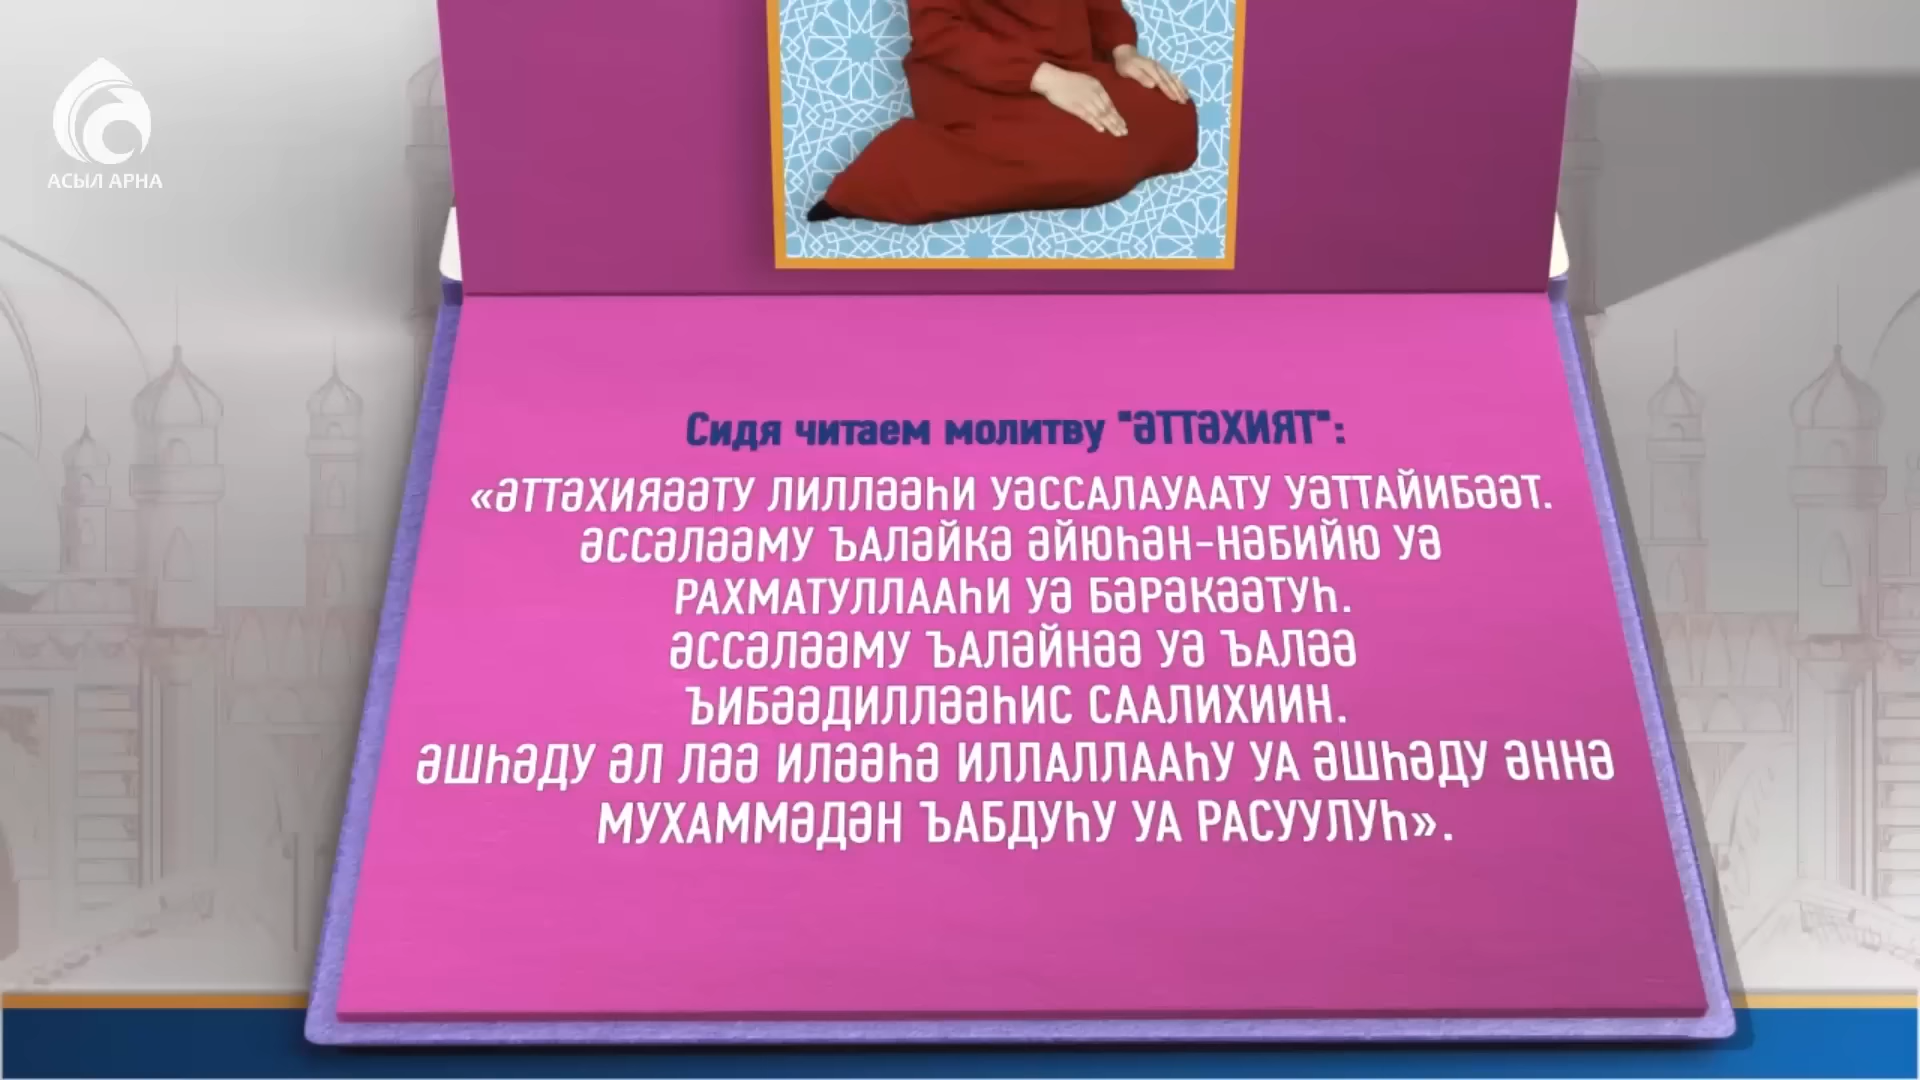 АСЫЛ АРНА
Сидя читаем молитву "ӘТТӘХИЯТ":
«ӘТТӘХИЯӘӘТУ ЛИЛЛӘӘҺИ УӘССАЛАУААТУ УӘТТАЙИБӘӘТ.
ӘССӘЛӘӘМУ ЪАЛӘЙКӘ ӘЙЮҺӘН-НӘБИЙЮ УӘ
РАХМАТУЛЛААҺИ УӘ БӘРӘКӘӘТУҺ.
ӘССӘЛӘӘМУ ЪАЛӘЙНӘӘ УӘ ЪАЛӘӘ
ЪИБӘӘДИЛЛӘӘҺИС СААЛИХИИН.
ӘШҺӘДУ ӘЛ ЛӘӘ ИЛӘӘҺӘ ИЛЛАЛЛААҺУ УА ӘШҺӘДУ ӘННӘ
МУХАММӘДӘН ЪАБДУҺУ УА РАСУУЛУҺ».